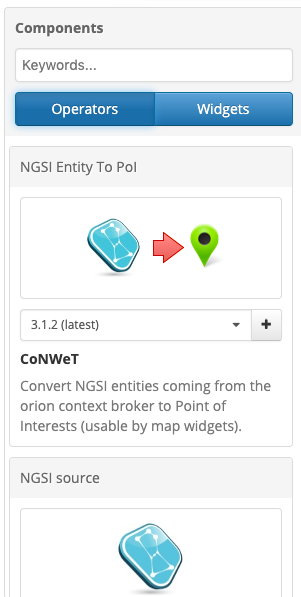 Components
Keywords...
Operators Widgets
NGSI Entity To PoI
3.1.2 (latest)
CoNWeT
Convert NGSI entities coming from the
orion context broker to Point of
Interests (usable by map widgets).
NGSI source